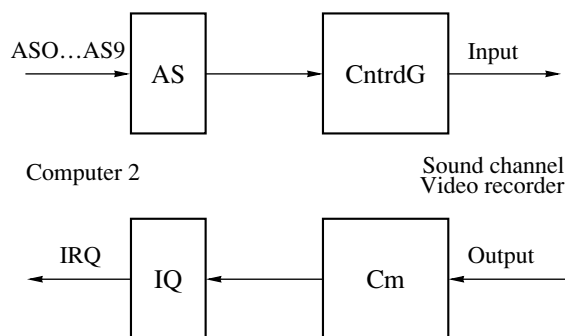 ASO…AS9
AS
CntrdG
Input
Computer 2
Sound channel
Video recorder
IRQ
IQ
Cm
Output